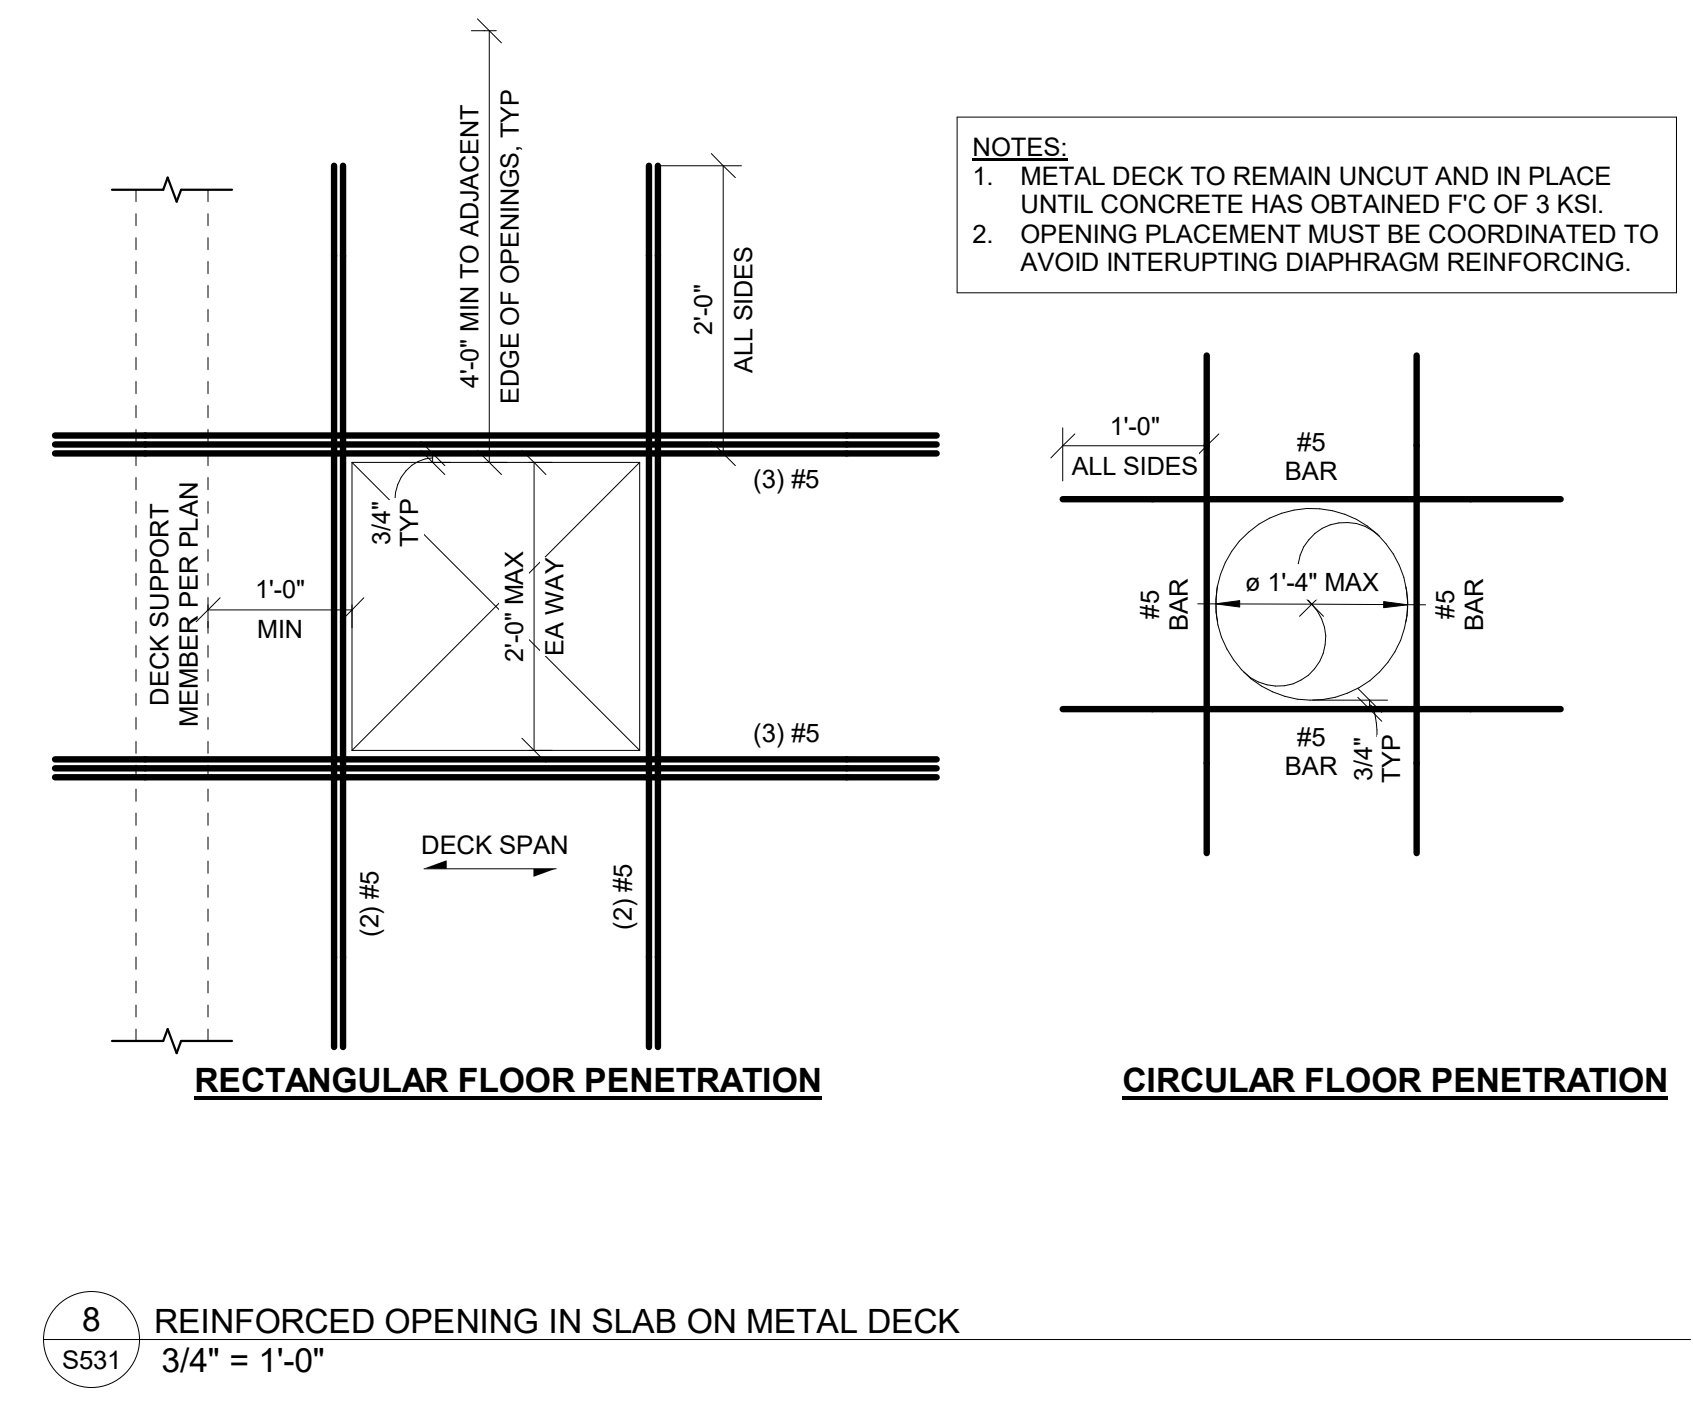 4'-0" MIN TO ADJACENT
EDGE OF OPENINGS, TYP
2'-0"
ALL SIDES
(3) #5
3/4"
TYP
DECK SUPPORT
MEMBER PER PLAN
1'-0"
MIN
2'-0" MAX
EA WAY
(3) #5
DECK SPAN
(2) #5
(2) #5
RECTANGULAR FLOOR PENETRATION
NOTES:
1. METAL DECK TO REMAIN UNCUT AND IN PLACE
UNTIL CONCRETE HAS OBTAINED F'C OF 3 KSI.
2. OPENING PLACEMENT MUST BE COORDINATED TO
AVOID INTERUPTING DIAPHRAGM REINFORCING.
1'-0"
ALL SIDES
#5
BAR
#5
BAR
ø 1'-4" MAX
#5
BAR
#5
BAR
3/4"
TYP
CIRCULAR FLOOR PENETRATION
8
S531
REINFORCED OPENING IN SLAB ON METAL DECK
3/4" = 1'-0"